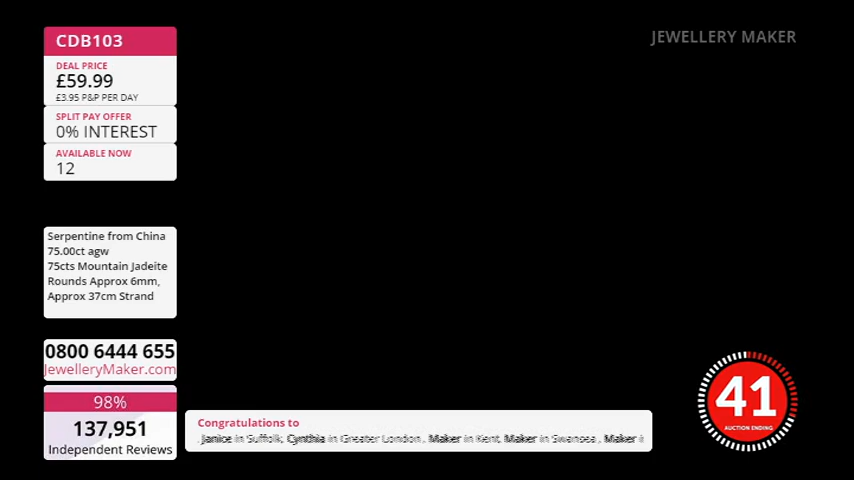 CDB103
JEWELLERY MAKER
DEAL PRICE
£59.99
£3.95 P&P PER DAY
SPLIT PAY OFFER
0% INTEREST
AVAILABLE NOW
12
Serpentine from China
75.00ct agw
75cts Mountain Jadeite
Rounds Approx 6mm,
Approx 37cm Strand
0800 6444 655
JewelleryMaker.com
98%
137,951
Independent Reviews
Congratulations to
Janice in Suffolk, Cynthia in Greater London, Maker in Kent, Maker in Swansea, Maker
41
AUCTION ENDING